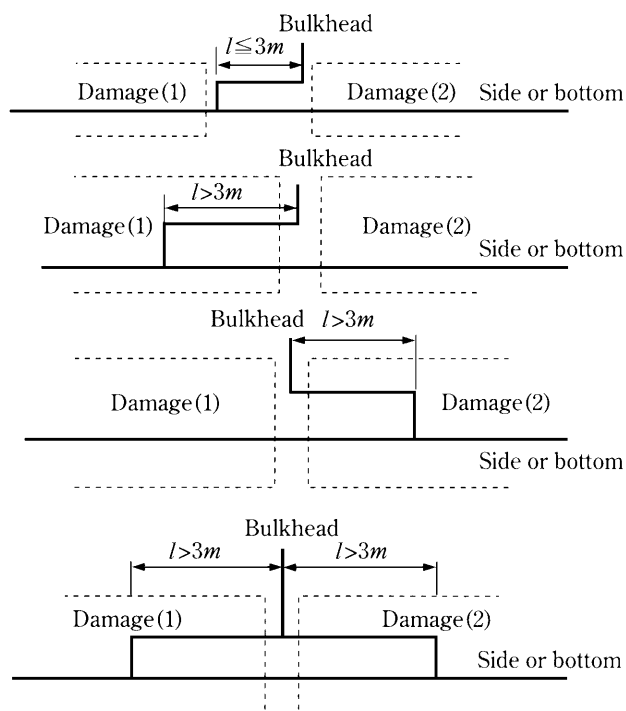 Bulkhead
l≦3m
Damage(1) Damage(2) Side or bottom
Bulkhead
l>3m
Damage(1) Damage(2)
Side or bottom
Bulkhead l>3m
Damage(1) Damage(2)
Side or bottom
Bulkhead
l>3m l>3m
Damage(1) Damage(2)
Side or bottom